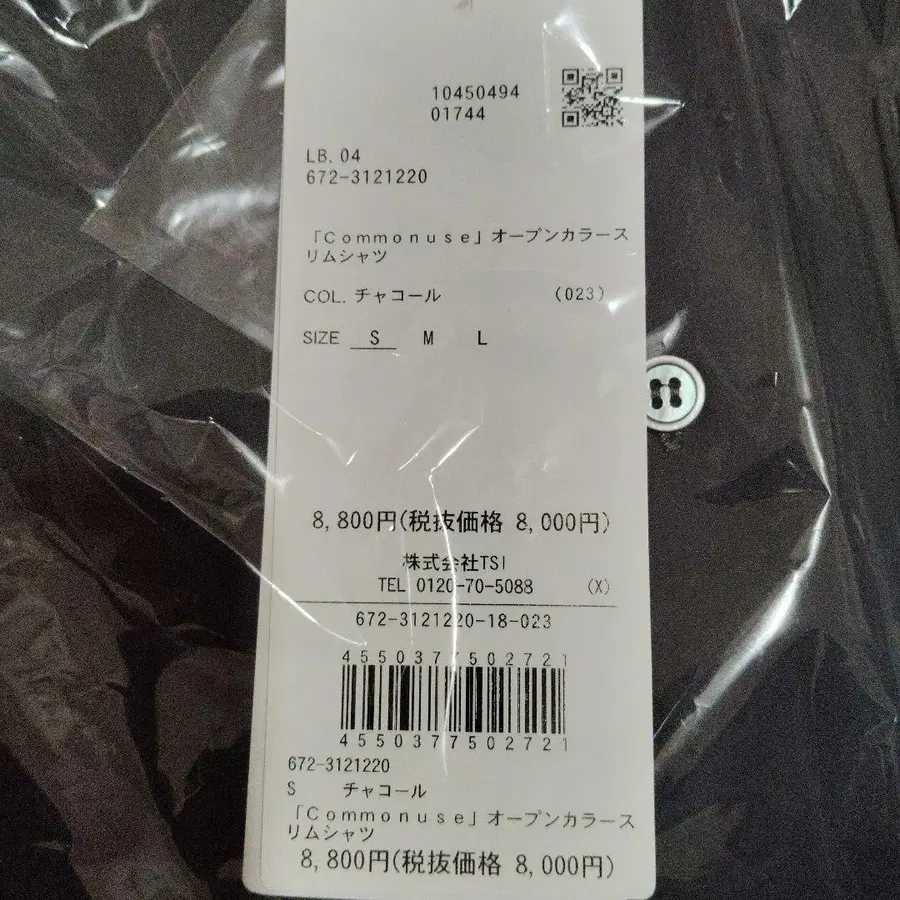 10450494
01744
LB. 04
672-3121220
「Commonuse」オープンカラース
リムシャツ
COL. チャコール (023)
SIZE S M L
8,800円(税抜価格 8,000円)
株式会社TSI
TEL 0120-70-5088 (X)
672-3121220-18-023
4550377502721
4550377502721
672-3121220
S チャコール
「Commonuse」オープンカラース
リムシャツ
8,800円(税抜価格 8,000円)